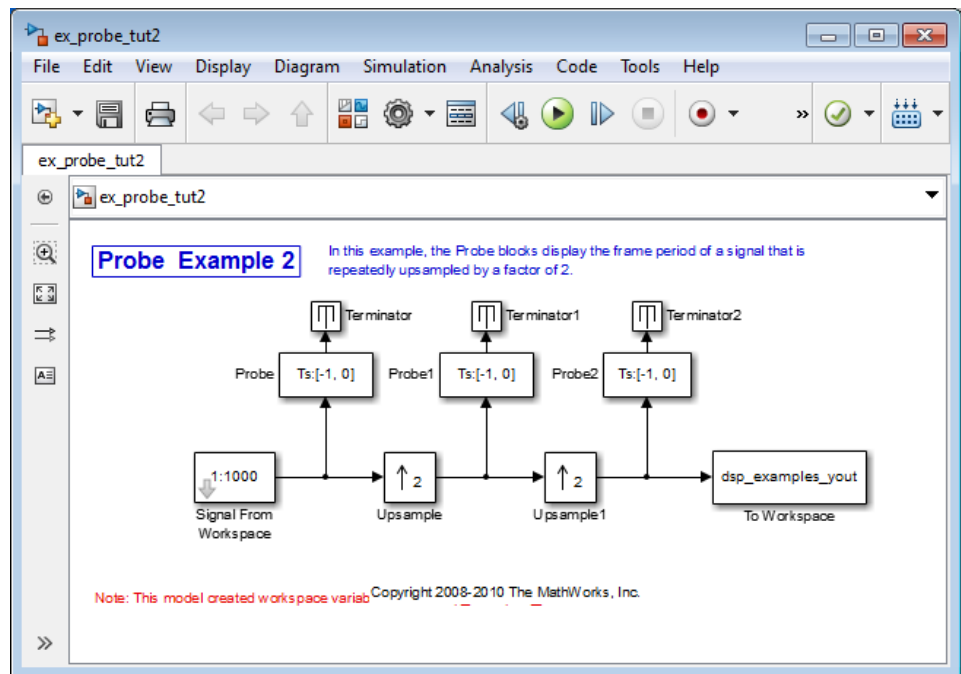 ex_probe_tut2
File Edit View Display Diagram Simulation Analysis Code Tools Help
»
ex_probe_tut2
ex_probe_tut2
Probe Example 2
In this example, the Probe blocks display the frame period of a signal that is
repeatedly upsampled by a factor of 2.
Terminator Terminator1 Terminator2
Probe Ts:[-1, 0] Probe1 Ts:[-1, 0] Probe2 Ts:[-1, 0]
1:1000 ↑2 ↑2 dsp_examples_yout
Signal From
Workspace
Upsample Upsample1 To Workspace
Note: This model created workspace variab
Copyright 2008-2010 The MathWorks, Inc.
»